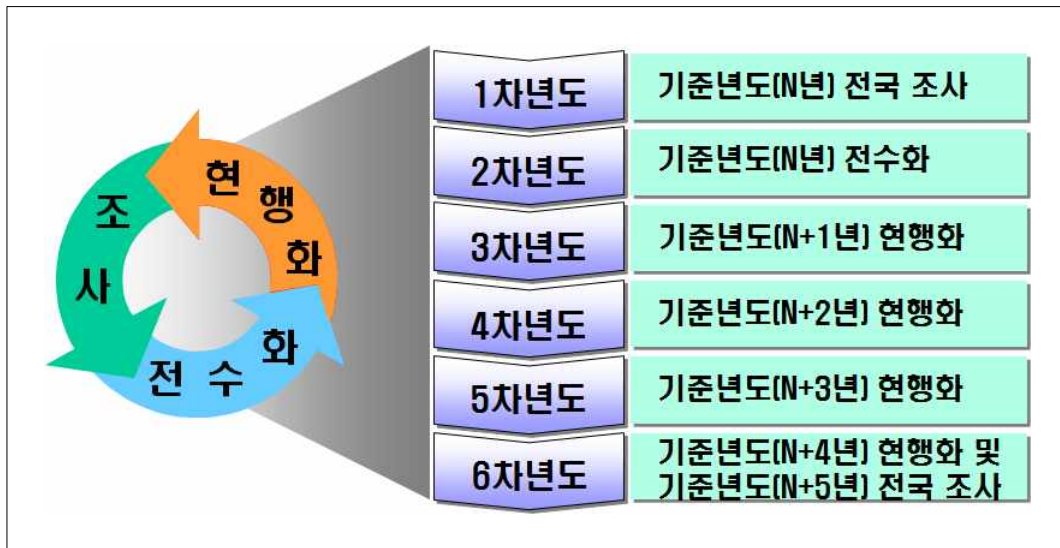 조사
현행화
전수화
1차년도
기준년도(N년) 전국 조사
2차년도
기준년도(N년) 전수화
3차년도
기준년도(N+1년) 현행화
4차년도
기준년도(N+2년) 현행화
5차년도
기준년도(N+3년) 현행화
6차년도
기준년도(N+4년) 현행화 및
기준년도(N+5년) 전국 조사